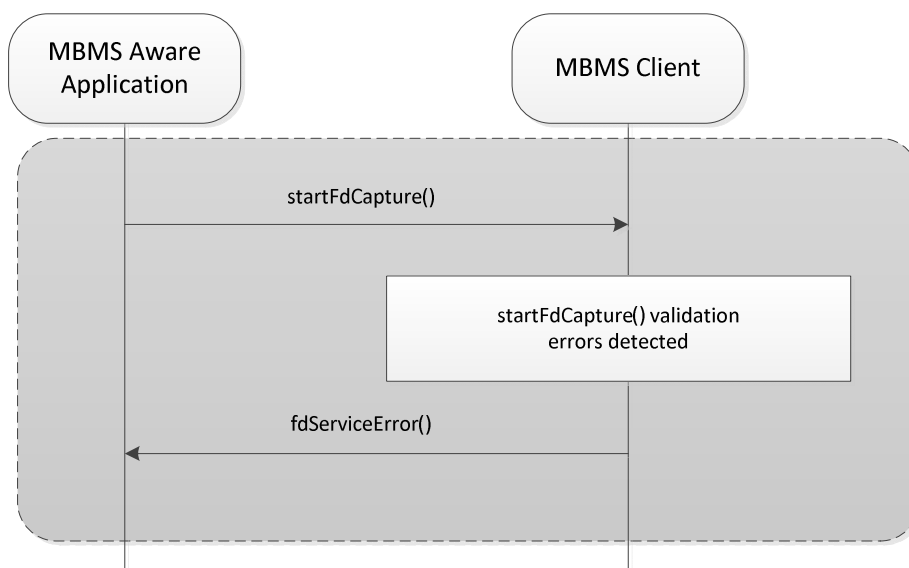 MBMS Aware
Application
MBMS Client
startFdCapture()
startFdCapture() validation
errors detected
fdServiceError()